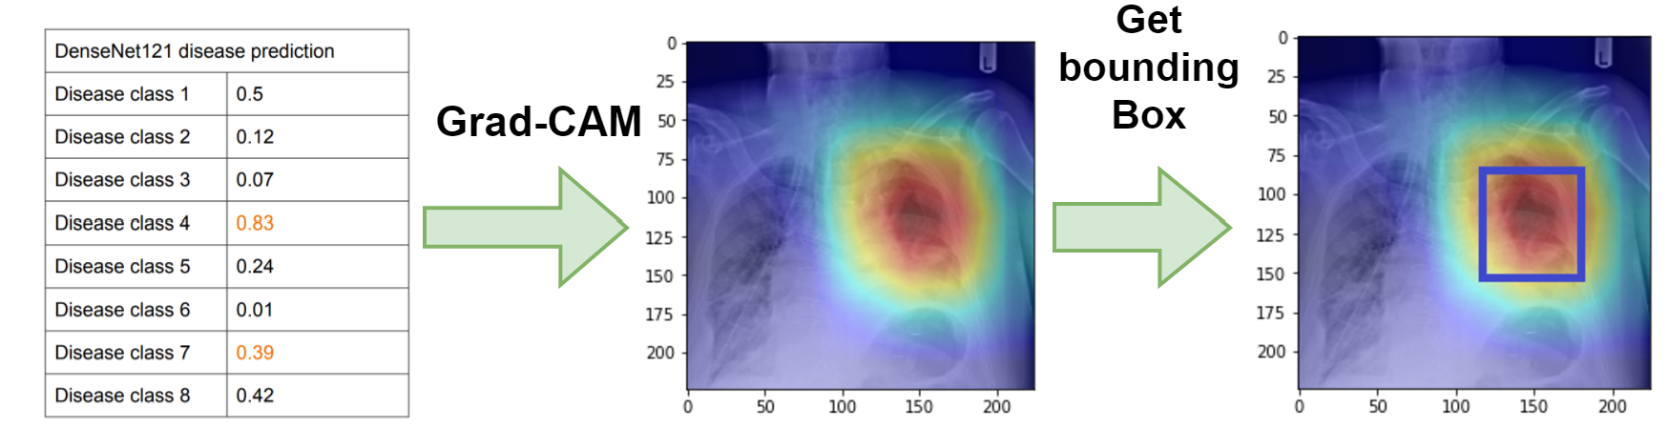 DenseNet121 disease prediction
Disease class 1 0.5
Disease class 2 0.12
Disease class 3 0.07
Disease class 4 0.83
Disease class 5 0.24
Disease class 6 0.01
Disease class 7 0.39
Disease class 8 0.42
Grad-CAM
0
25
50
75
100
125
150
175
200
0 50 100 150 200
L
Get
bounding
Box
0
25
50
75
100
125
150
175
200
0 50 100 150 200
L